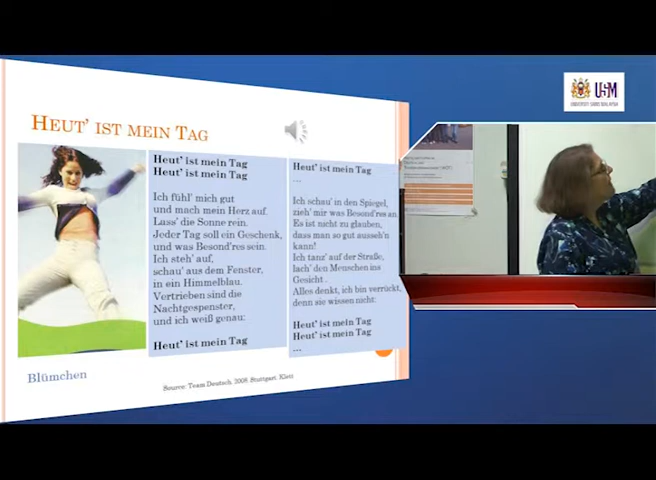 HEUT' IST MEIN TAG
Heut' ist mein Tag
Heut' ist mein Tag
Ich fühl' mich gut
und mach mein Herz auf.
Lass' die Sonne rein.
Jeder Tag soll ein Geschenk,
und was Besond'res sein.
Ich steh' auf,
schau' aus dem Fenster,
in ein Himmelblau.
Vertrieben sind die
Nachtgespenster,
und ich weiß genau:
Heut' ist mein Tag
Heut' ist mein Tag
...
Ich schau' in den Spiegel,
zieh' mir was Besond'res an.
Es ist nicht zu glauben,
dass man so gut ausseh'n
kann!
Ich tanz' auf der Straße,
lach' den Menschen ins
Gesicht .
Alles denkt, ich bin verrückt,
denn sie wissen nicht:
Heut' ist mein Tag
Heut' ist mein Tag
...
Blümchen
Source: Team Deutsch, 2008, Stuttgart, Klett
USM
UNIVERSITI SAINS MALAYSIA